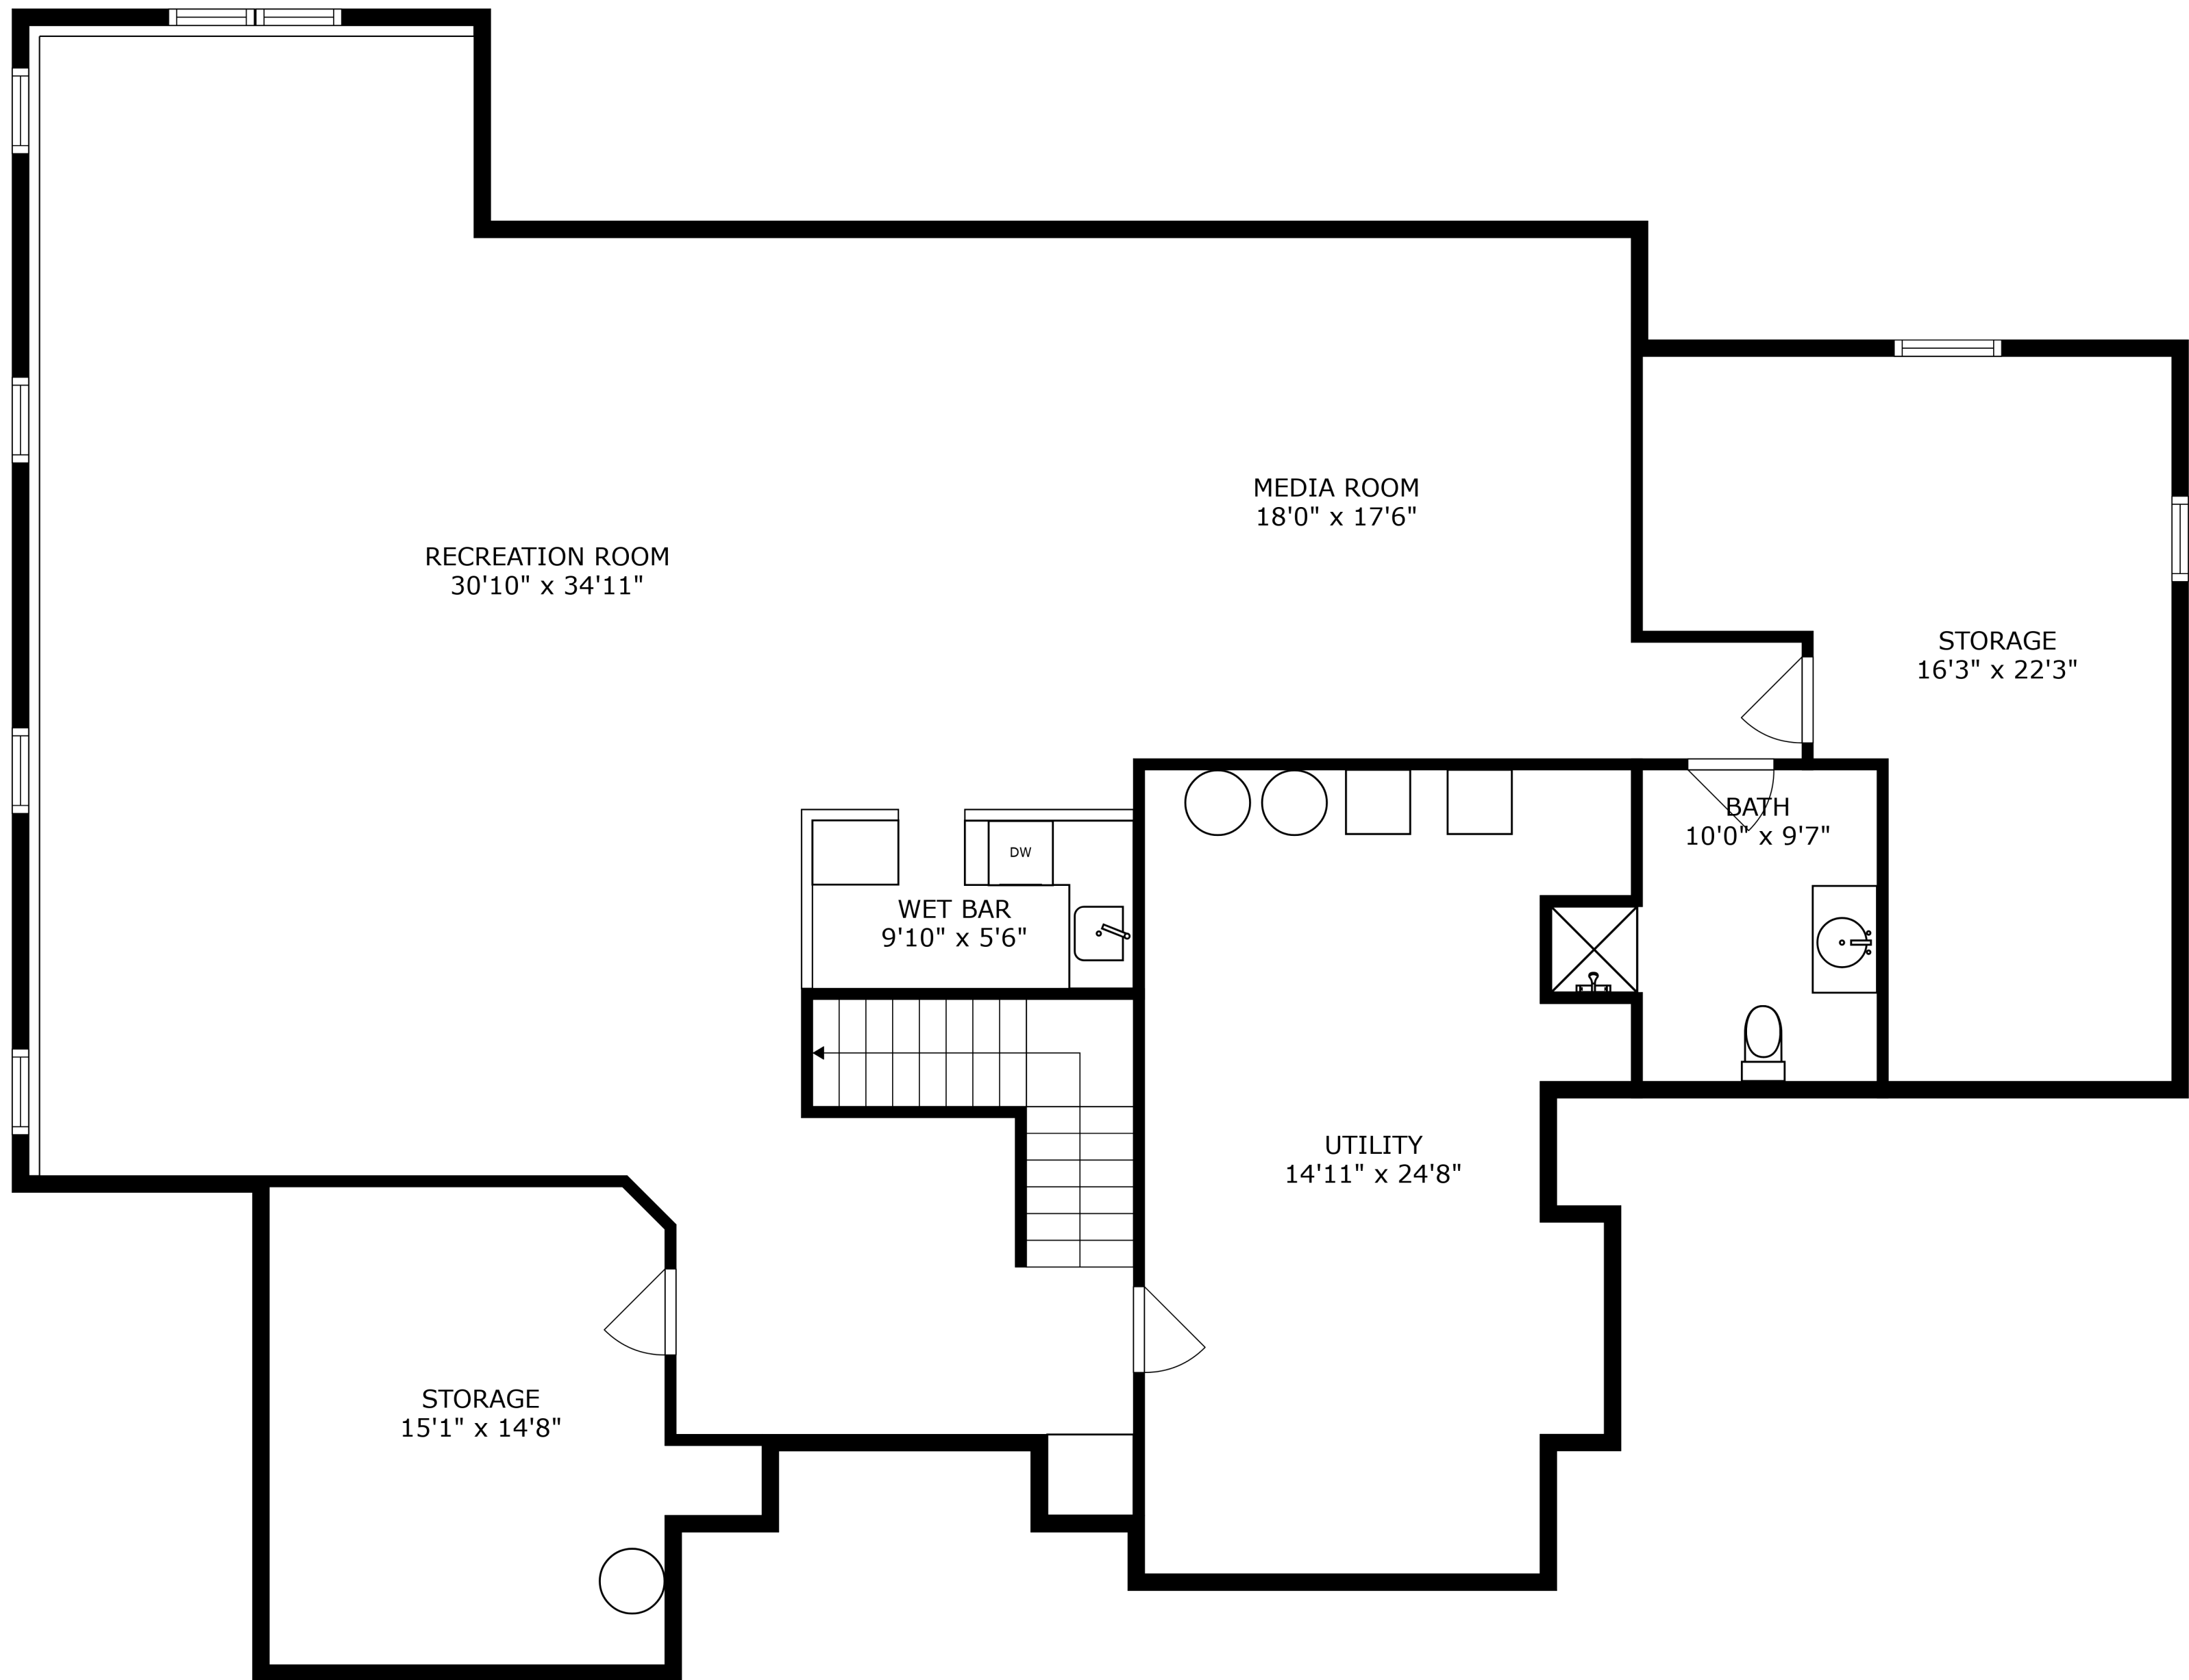 MEDIA ROOM
18'0" x 17'6"
RECREATION ROOM
30'10" x 34'11"
STORAGE
16'3" x 22'3"
BATH
10'0" x 9'7"
DW
WET BAR
9'10" x 5'6"
UTILITY
14'11" x 24'8"
STORAGE
15'1" x 14'8"